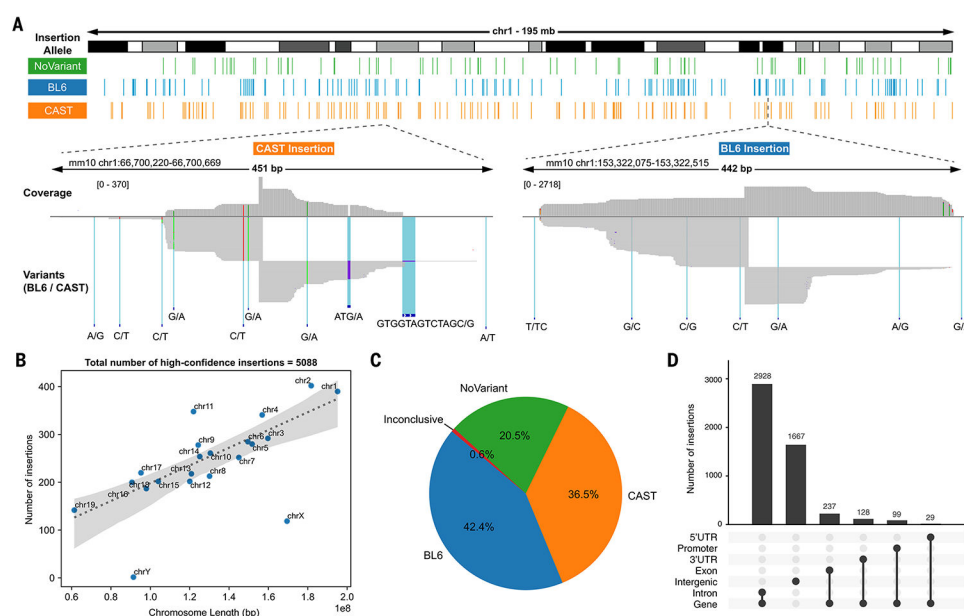 A
chr1 - 195 mb
Insertion
Allele
NoVariant
BL6
CAST
CAST Insertion
BL6 Insertion
mm10 chr1:66,700,220-66,700,669
451 bp
mm10 chr1:153,322,075-153,322,515
442 bp
Coverage
[0 - 370]
[0 - 2718]
Variants
(BL6 / CAST)
A/G
C/T
C/T
G/A
C/T
G/A
G/A
ATG/A
GTGGTAGTCTAGC/G
A/T
T/TC
G/C
C/G
C/T
G/A
A/G
G/
B
Total number of high-confidence insertions = 5088
Number of insertions
400
300
200
100
0
chr2
chr1
chr11
chr4
chr9
chr6
chr3
chr14
chr5
chr10
chr7
chr17
chr13
chr8
chr18
chr16
chr15
chr12
chr19
chrX
chrY
0.6
0.8
1.0
1.2
1.4
1.6
1.8
2.0
1e8
Chromosome Length (bp)
C
NoVariant
Inconclusive
20.5%
0.6%
36.5%
CAST
42.4%
BL6
D
Number of insertions
3000
2000
1000
0
2928
1667
237
128
99
29
5'UTR
Promoter
3'UTR
Exon
Intergenic
Intron
Gene